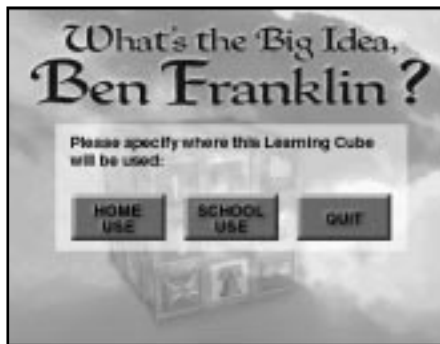 What's the Big Idea,
Ben Franklin?
Please specify where this Learning Cube
will be used:
HOME
USE
SCHOOL
USE
QUIT